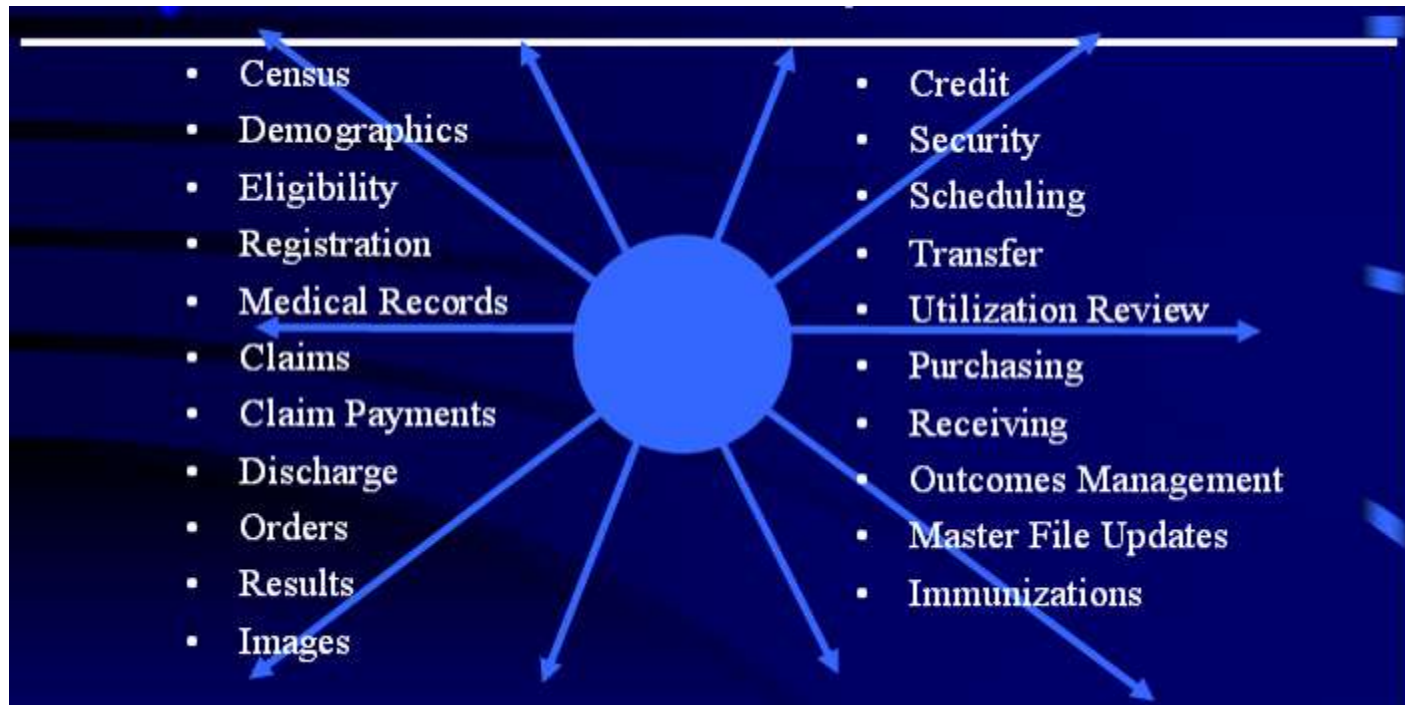 • Census
• Demographics
• Eligibility
• Registration
• Medical Records
• Claims
• Claim Payments
• Discharge
• Orders
• Results
• Images
• Credit
• Security
• Scheduling
• Transfer
• Utilization Review
• Purchasing
• Receiving
• Outcomes Management
• Master File Updates
• Immunizations